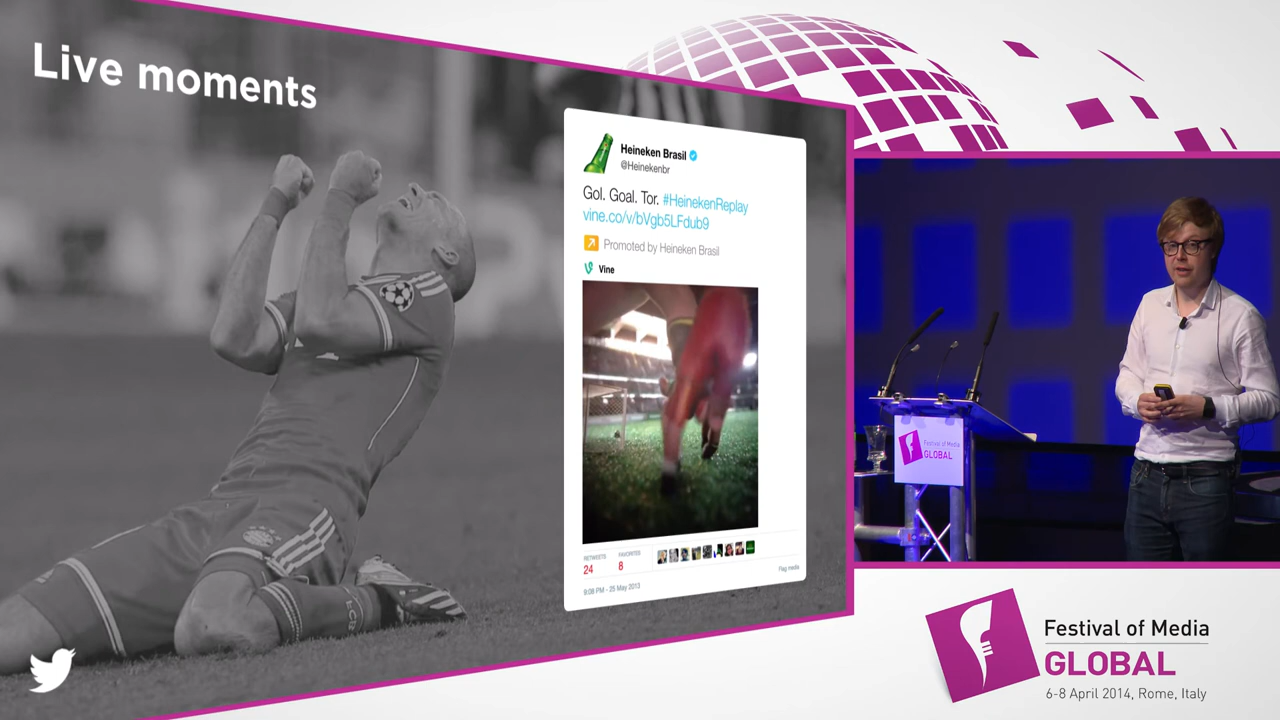 Live moments
Heineken Brasil
@Heinekenbr
Gol. Goal. Tor. #HeinekenReplay
vine.co/v/bVgb5LFdub9
Promoted by Heineken Brasil
Vine
RETWEETS
FAVORITES
24
8
9:08 PM - 25 May 2013
Flag media
Festival of Media
GLOBAL
Festival of Media
GLOBAL
6-8 April 2014, Rome, Italy